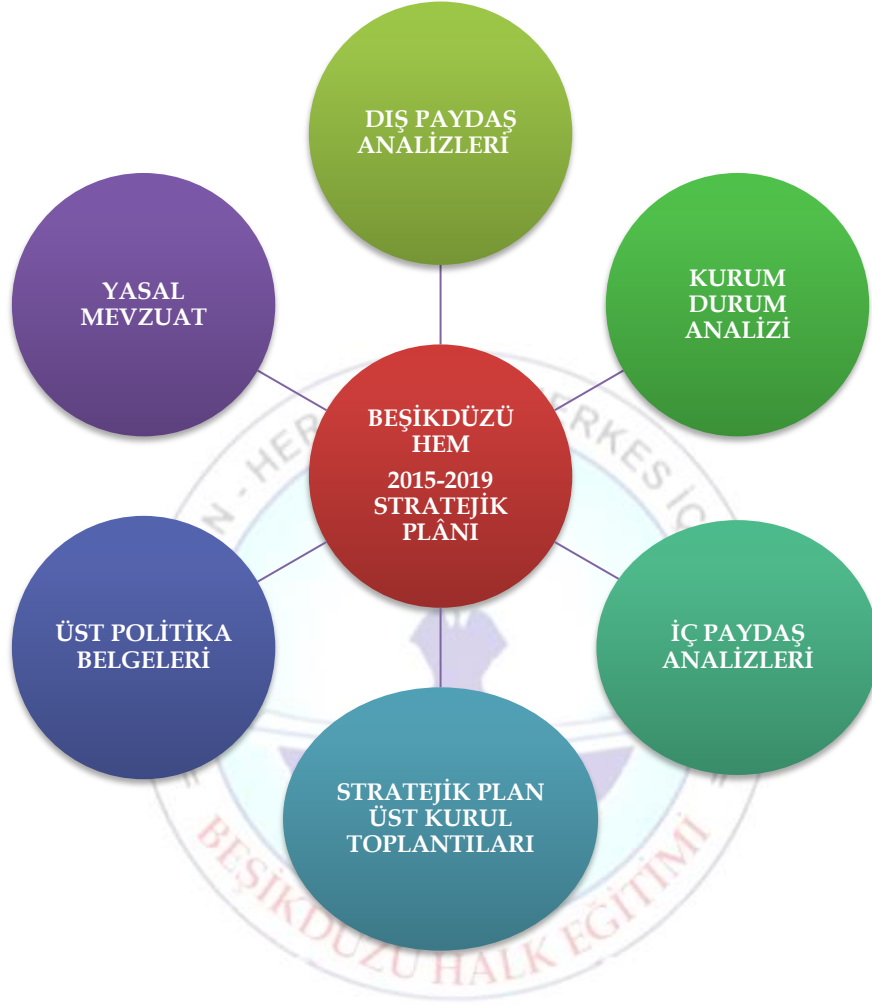 DIŞ PAYDAŞ
ANALİZLERİ
KURUM
DURUM
ANALİZİ
İÇ PAYDAŞ
ANALİZLERİ
STRATEJİK PLAN
ÜST KURUL
TOPLANTILARI
ÜST POLİTİKA
BELGELERİ
YASAL
MEVZUAT
BEŞİKDÜZÜ
HEM
2015-2019
STRATEJİK
PLÂNI
BEŞİKDÜZÜ HALK EĞİTİMİ